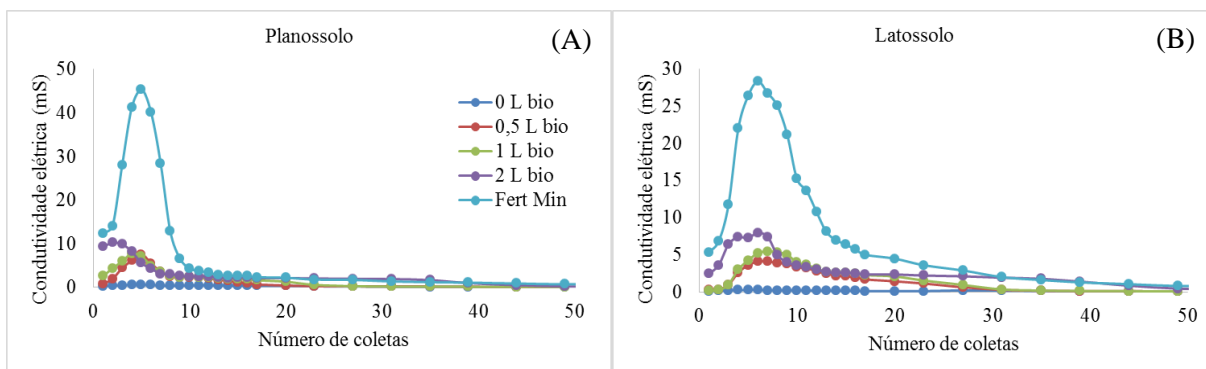 Planossolo
(A)
Condutividade elétrica (mS)
50
40
30
20
10
0
0 10 20 30 40 50
Número de coletas
0 L bio
0,5 L bio
1 L bio
2 L bio
Fert Min
Latossolo
(B)
Condutividade elétrica (mS)
30
25
20
15
10
5
0
0 10 20 30 40 50
Número de coletas